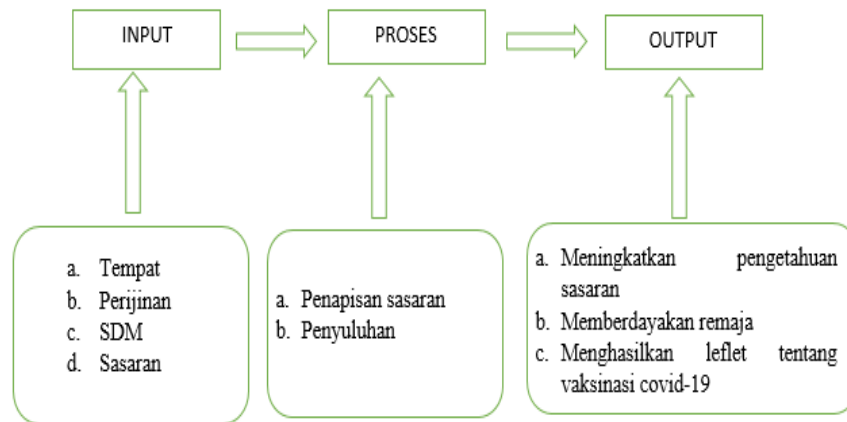 INPUT
PROSES
OUTPUT
a. Tempat
b. Perijinan
c. SDM
d. Sasaran
a. Penapisan sasaran
b. Penyuluhan
a. Meningkatkan pengetahuan
sasaran
b. Memberdayakan remaja
c. Menghasilkan leflet tentang
vaksinasi covid-19